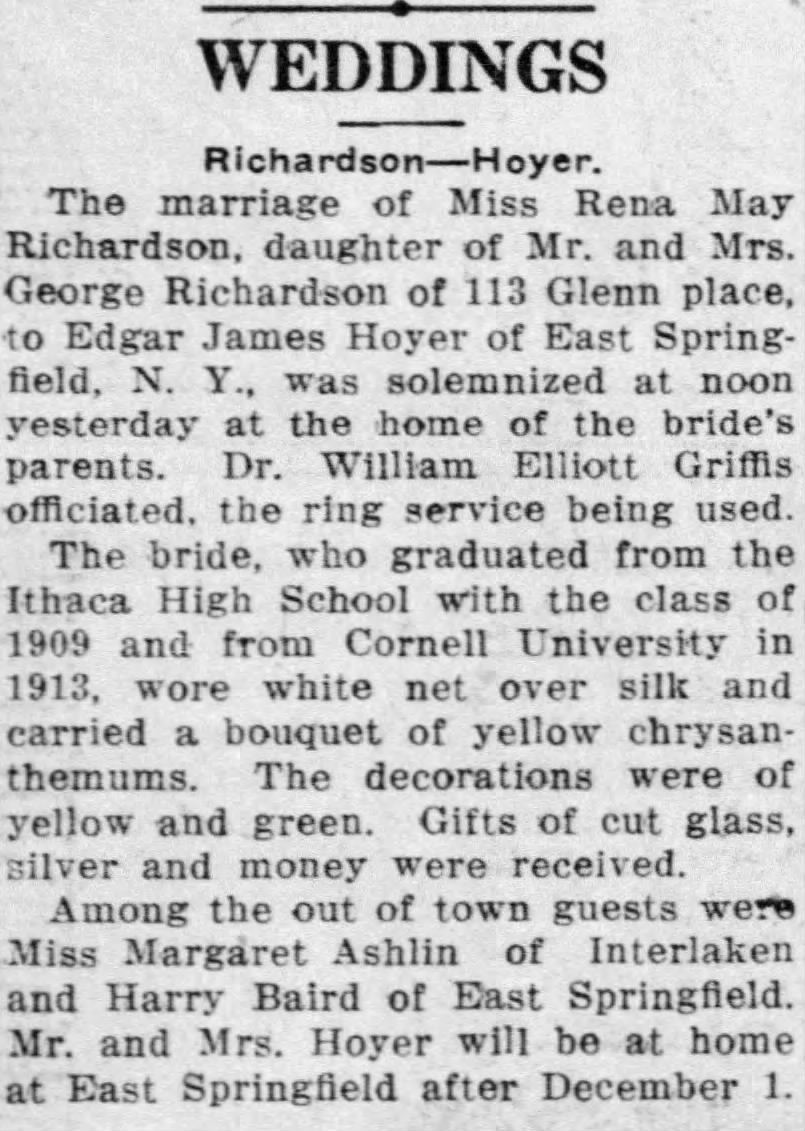 WEDDINGS
Richardson—Hoyer.
The marriage of Miss Rena May
Richardson, daughter of Mr. and Mrs.
George Richardson of 113 Glenn place,
to Edgar James Hoyer of East Spring-
field, N. Y., was solemnized at noon
yesterday at the home of the bride's
parents. Dr. William Elliott Griffis
officiated, the ring service being used.
The bride, who graduated from the
Ithaca High School with the class of
1909 and from Cornell University in
1913, wore white net over silk and
carried a bouquet of yellow chrysan-
themums. The decorations were of
yellow and green. Gifts of cut glass,
silver and money were received.
Among the out of town guests were
Miss Margaret Ashlin of Interlaken
and Harry Baird of East Springfield.
Mr. and Mrs. Hoyer will be at home
at East Springfield after December 1.